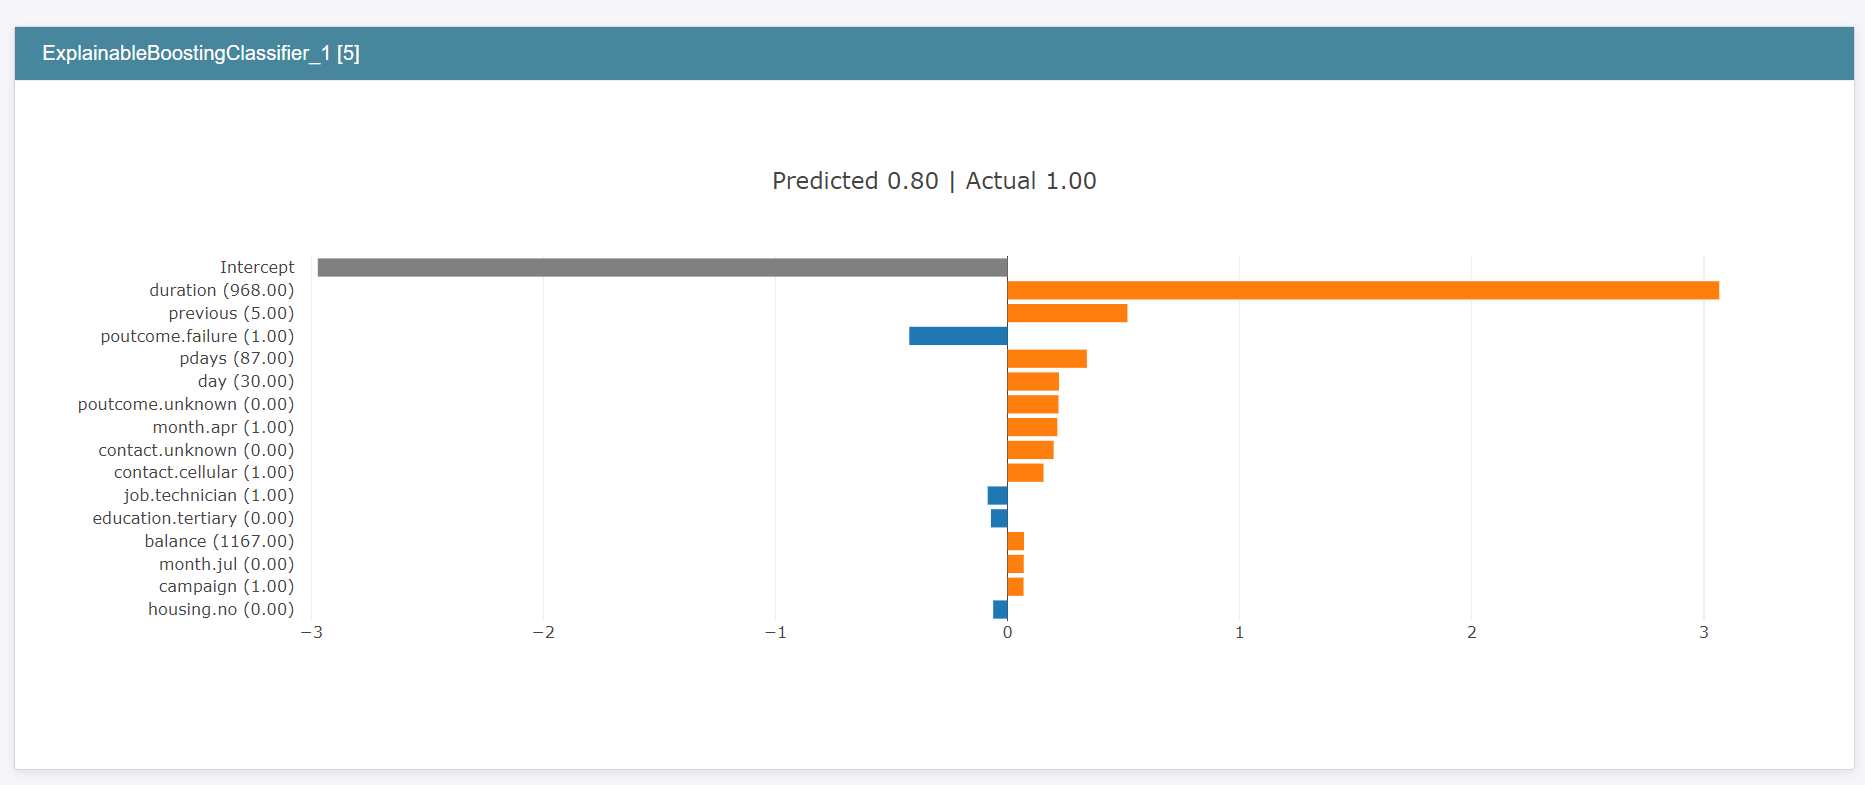 ExplainableBoostingClassifier_1 [5]
Predicted 0.80 | Actual 1.00
Intercept
duration (968.00)
previous (5.00)
poutcome.failure (1.00)
pdays (87.00)
day (30.00)
poutcome.unknown (0.00)
month.apr (1.00)
contact.unknown (0.00)
contact.cellular (1.00)
job.technician (1.00)
education.tertiary (0.00)
balance (1167.00)
month.jul (0.00)
campaign (1.00)
housing.no (0.00)
−3 −2 −1 0 1 2 3